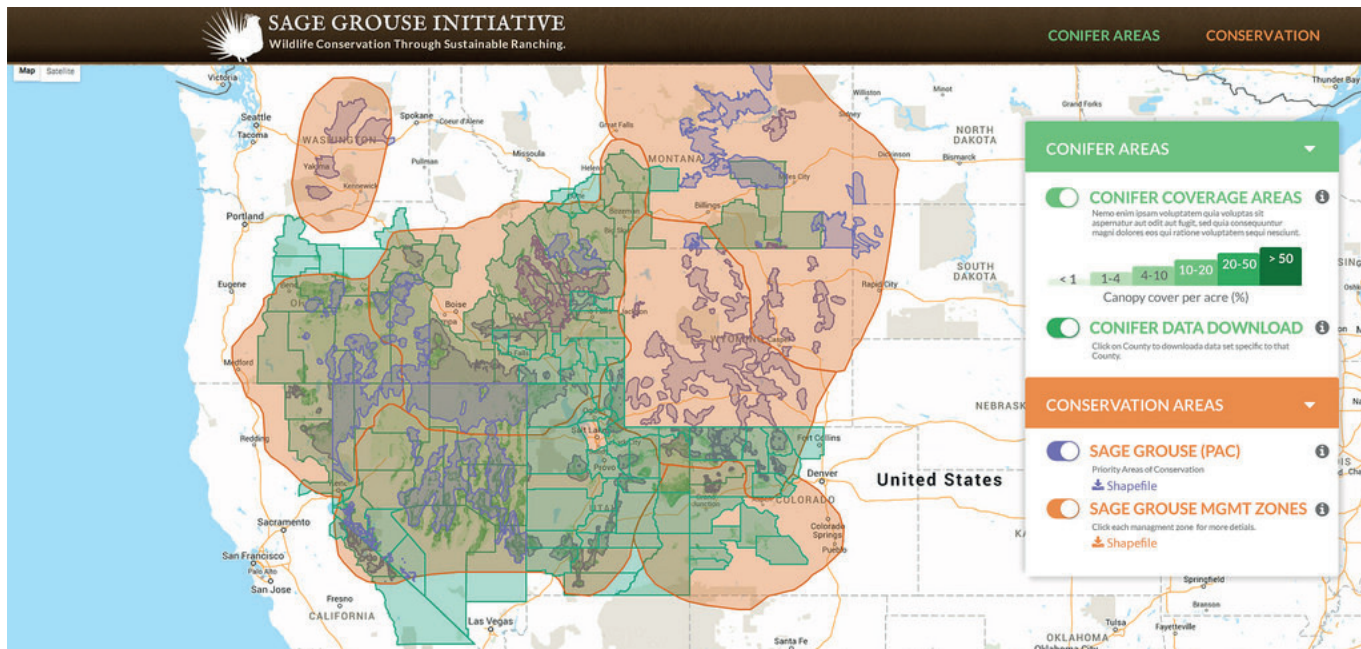 SAGE GROUSE INITIATIVE
Wildlife Conservation Through Sustainable Ranching.
CONIFER AREAS
CONSERVATION
Map
Satellite
Victoria
Seattle
Tacoma
WASHINGTON
Yakima
Kennewick
Spokane
Coeur d'Alene
Pullman
Missoula
Great Falls
Helena
MONTANA
Miles City
Billings
Bozeman
Williston
Minot
Sidney
NORTH
DAKOTA
Dickinson
Bismarck
Grand Forks
Thunder Bay
Portland
Eugene
Bend
Medford
Boise
Jackson
WYOMING
Casper
SOUTH
DAKOTA
Rapid City
CONIFER AREAS
CONIFER COVERAGE AREAS
Nemo enim ipsam voluptatem quia voluptas sit
aspernatur aut odit aut fugit, sed quia consequuntur
magni dolores eos qui ratione voluptatem sequi nesciunt.
< 1
1-4
4-10
10-20
20-50
> 50
Canopy cover per acre (%)
CONIFER DATA DOWNLOAD
Click on County to downloada data set specific to that
County.
CONSERVATION AREAS
SAGE GROUSE (PAC)
Priority Areas of Conservation
Shapefile
SAGE GROUSE MGMT ZONES
Click each managment zone for more detials.
Shapefile
Redding
Salt Lake
Provo
UTAH
Fort Collins
Denver
COLORADO
Colorado
Springs
Pueblo
United States
Sacramento
San Francisco
Palo Alto
San Jose
Fresno
CALIFORNIA
Las Vegas
Santa Fe
Springfield
Branson
Tulsa
Fayetteville
OKLAHOMA